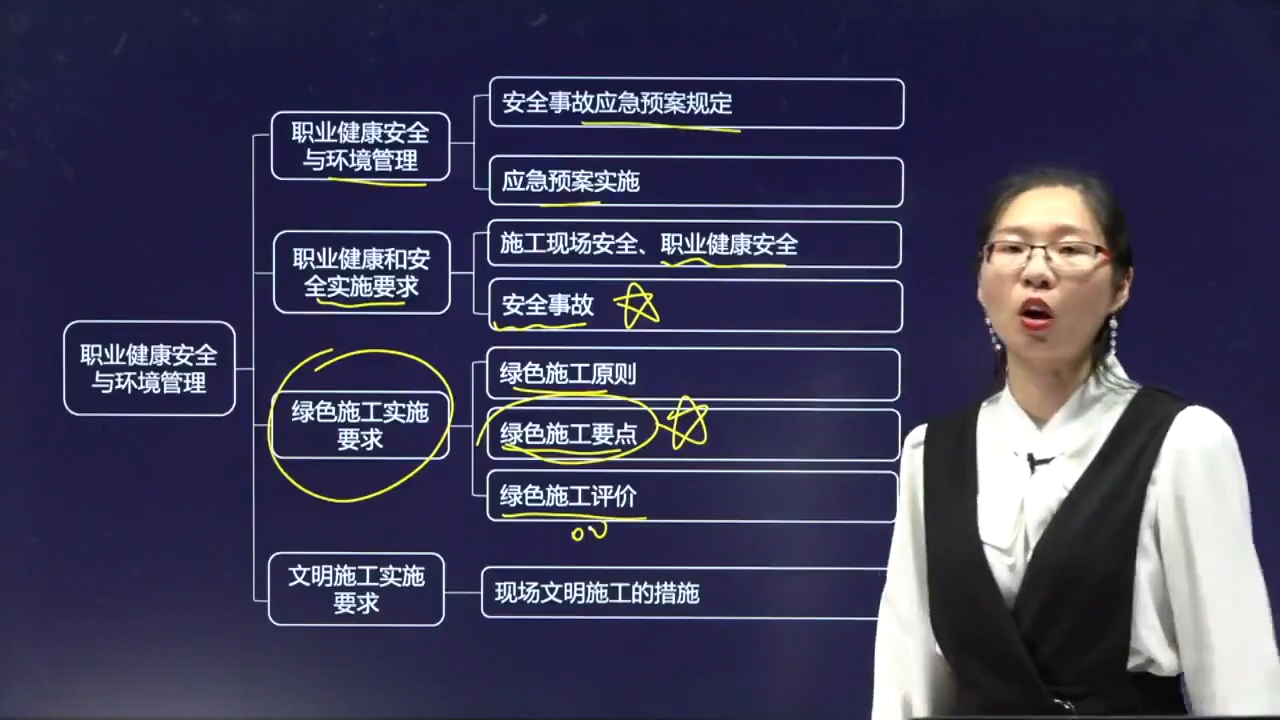 职业健康安全
与环境管理
职业健康安全
与环境管理
安全事故应急预案规定
应急预案实施
职业健康和安
全实施要求
施工现场安全、职业健康安全
安全事故
绿色施工实施
要求
绿色施工原则
绿色施工要点
绿色施工评价
文明施工实施
要求
现场文明施工的措施